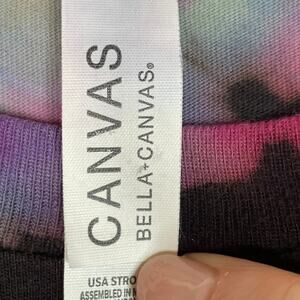 CANVAS
BELLA+CANVAS®
USA STRO
ASSEMBLED IN